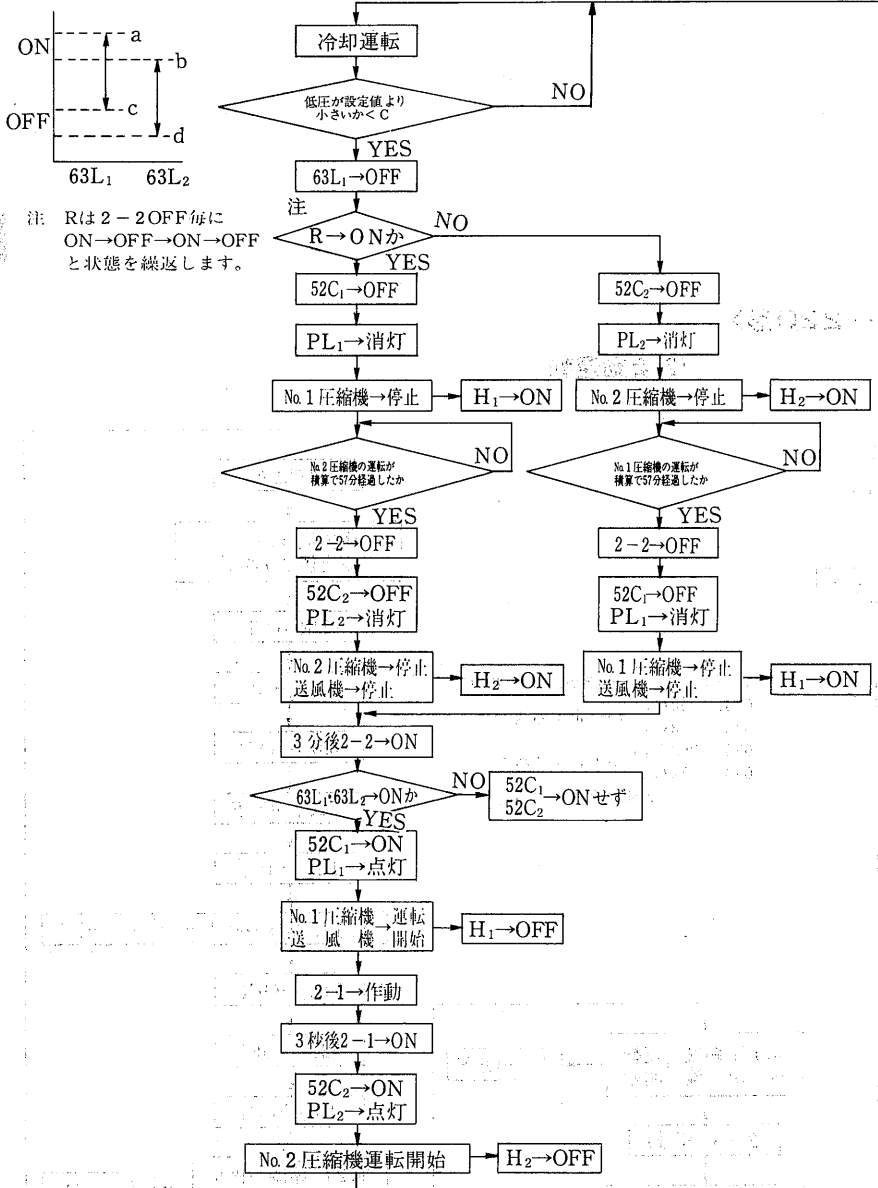 ON
OFF
a
b
c
d
63L₁
63L₂
注 Rは2－2OFF毎に
ON→OFF→ON→OFF
と状態を繰返します。
冷却運転
低圧が設定値より
小さいか＜C
NO
YES
63L₁→OFF
注
R→ONか
NO
YES
52C₁→OFF
52C₂→OFF
PL₁→消灯
PL₂→消灯
No.1圧縮機→停止
H₁→ON
No.2圧縮機→停止
H₂→ON
No.2圧縮機の運転が
積算で57分経過したか
NO
No.1圧縮機の運転が
積算で57分経過したか
NO
YES
YES
2－2→OFF
2－2→OFF
52C₂→OFF
PL₂→消灯
52C₁→OFF
PL₁→消灯
No.2圧縮機→停止
送風機→停止
H₂→ON
No.1圧縮機→停止
送風機→停止
H₁→ON
3分後2－2→ON
63L₁・63L₂→ONか
NO
52C₁
52C₂
→ONせず
YES
52C₁→ON
PL₁→点灯
No.1圧縮機→運転
送風機 開始
H₁→OFF
2－1→作動
3秒後2－1→ON
52C₂→ON
PL₂→点灯
No.2圧縮機運転開始
H₂→OFF